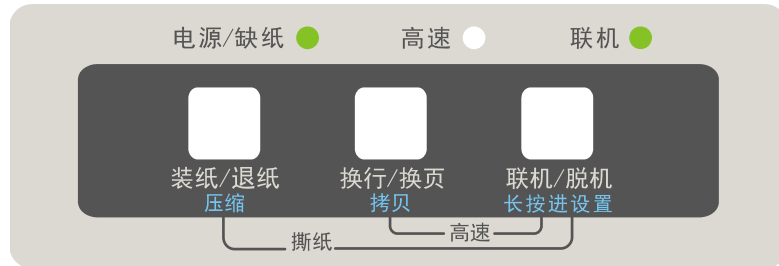 电源/缺纸 高速 联机
装纸/退纸 换行/换页 联机/脱机
压缩 拷贝 长按进设置
高速
撕纸